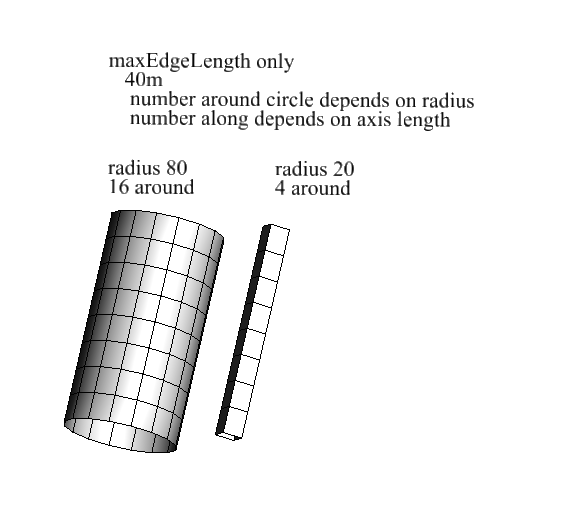 maxEdgeLength only
40m
number around circle depends on radius
number along depends on axis length
radius 80
16 around
radius 20
4 around